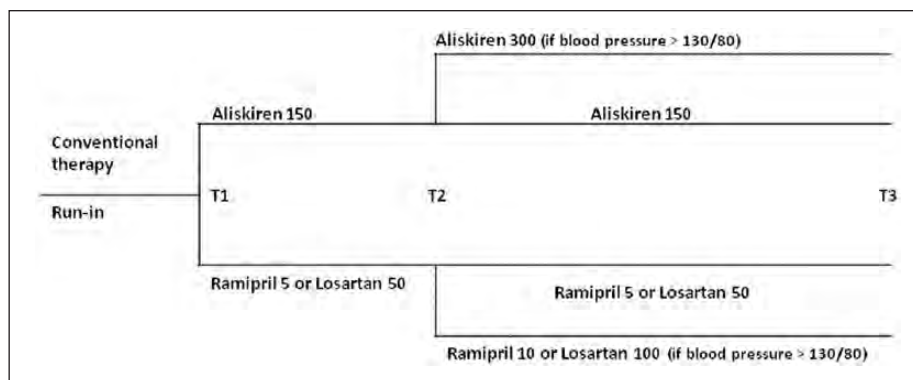 Aliskiren 300 (if blood pressure > 130/80)
Aliskiren 150
Aliskiren 150
Conventional
therapy
Run-in
T1
T2
T3
Ramipril 5 or Losartan 50
Ramipril 5 or Losartan 50
Ramipril 10 or Losartan 100 (if blood pressure > 130/80)